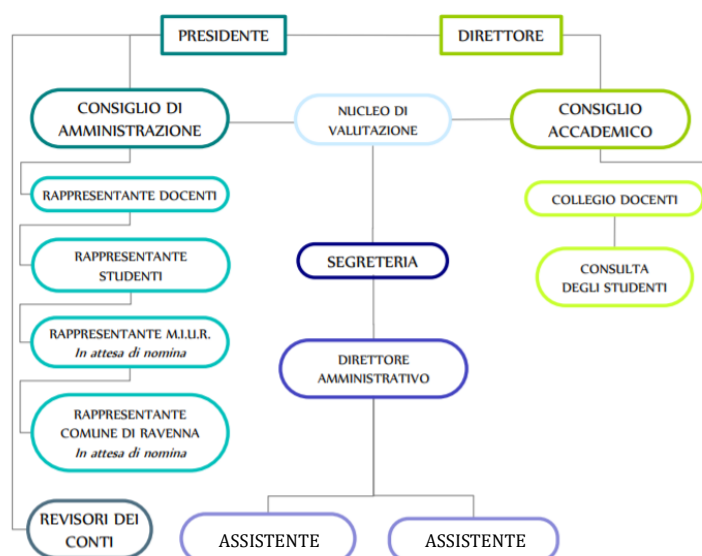 PRESIDENTE
DIRETTORE
CONSIGLIO DI
AMMINISTRAZIONE
NUCLEO DI
VALUTAZIONE
CONSIGLIO
ACCADEMICO
RAPPRESENTANTE DOCENTI
COLLEGIO DOCENTI
RAPPRESENTANTE
STUDENTI
SEGRETERIA
CONSULTA
DEGLI STUDENTI
RAPPRESENTANTE M.I.U.R.
In attesa di nomina
DIRETTORE
AMMINISTRATIVO
RAPPRESENTANTE
COMUNE DI RAVENNA
In attesa di nomina
REVISORI DEI
CONTI
ASSISTENTE
ASSISTENTE